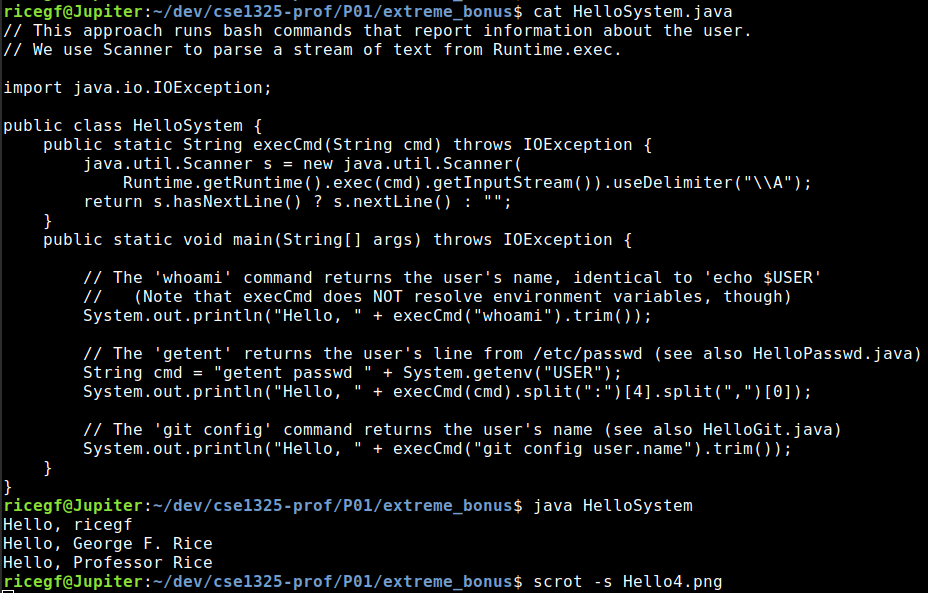 ricegf@Jupiter:~/dev/cse1325-prof/P01/extreme_bonus$ cat HelloSystem.java
// This approach runs bash commands that report information about the user.
// We use Scanner to parse a stream of text from Runtime.exec.

import java.io.IOException;

public class HelloSystem {
    public static String execCmd(String cmd) throws IOException {
        java.util.Scanner s = new java.util.Scanner(
            Runtime.getRuntime().exec(cmd).getInputStream()).useDelimiter("\\A");
        return s.hasNextLine() ? s.nextLine() : "";
    }
    public static void main(String[] args) throws IOException {

        // The 'whoami' command returns the user's name, identical to 'echo $USER'
        //   (Note that execCmd does NOT resolve environment variables, though)
        System.out.println("Hello, " + execCmd("whoami").trim());

        // The 'getent' returns the user's line from /etc/passwd (see also HelloPasswd.java)
        String cmd = "getent passwd " + System.getenv("USER");
        System.out.println("Hello, " + execCmd(cmd).split(":")[4].split(",")[0]);

        // The 'git config' command returns the user's name (see also HelloGit.java)
        System.out.println("Hello, " + execCmd("git config user.name").trim());
    }
}
ricegf@Jupiter:~/dev/cse1325-prof/P01/extreme_bonus$ java HelloSystem
Hello, ricegf
Hello, George F. Rice
Hello, Professor Rice
ricegf@Jupiter:~/dev/cse1325-prof/P01/extreme_bonus$ scrot -s Hello4.png